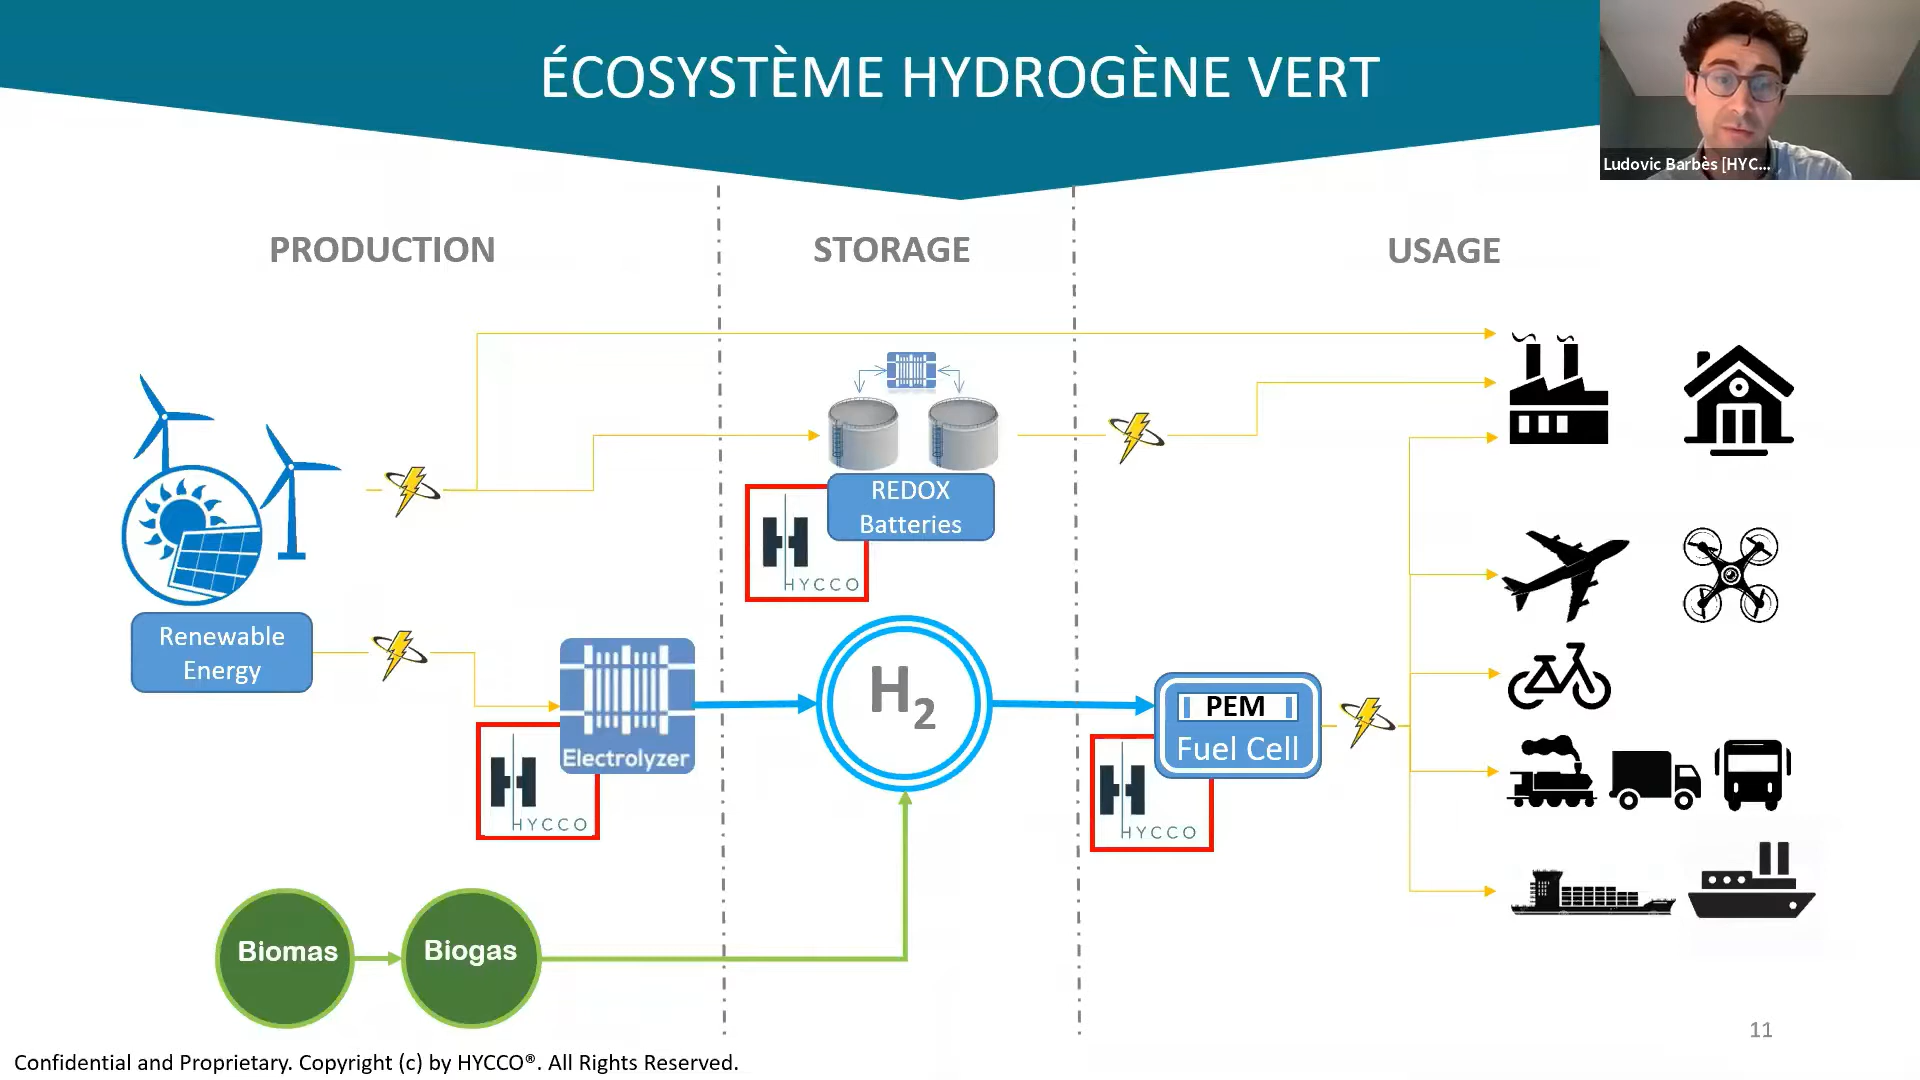 ÉCOSYSTÈME HYDROGÈNE VERT
Ludovic Barbès [HYC...
PRODUCTION
STORAGE
USAGE
REDOX
Batteries
HYCCO
Renewable
Energy
Electrolyzer
HYCCO
H2
PEM
Fuel Cell
HYCCO
Biomas
Biogas
11
Confidential and Proprietary. Copyright (c) by HYCCO®. All Rights Reserved.